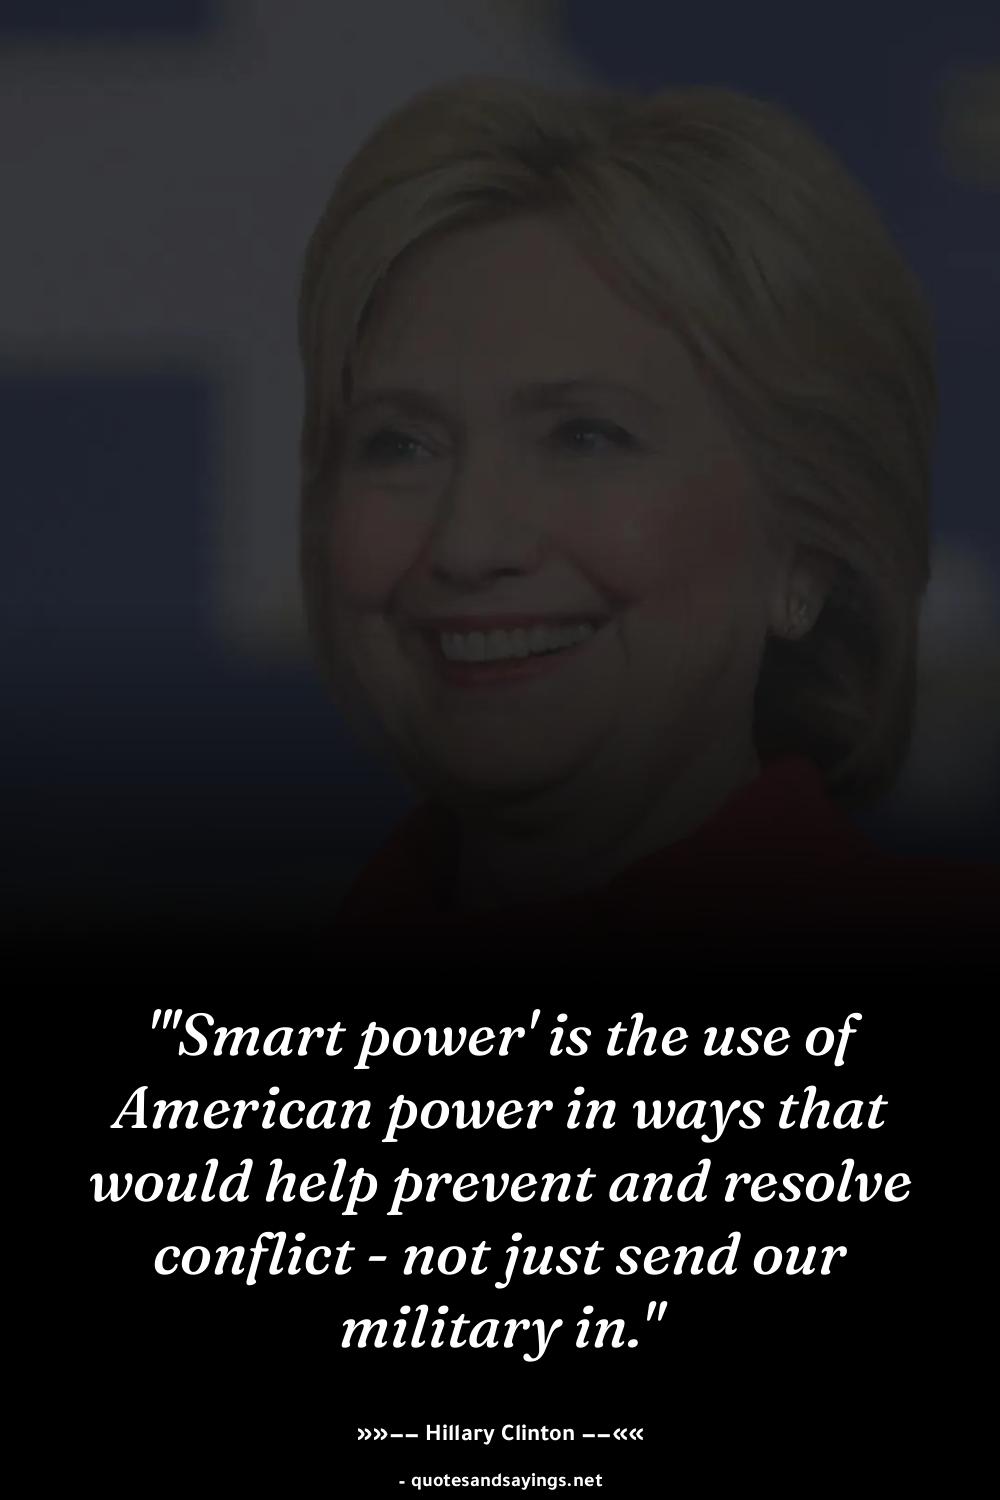 "'Smart power' is the use of
American power in ways that
would help prevent and resolve
conflict - not just send our
military in."
»»-- Hillary Clinton --««
- quotesandsayings.net